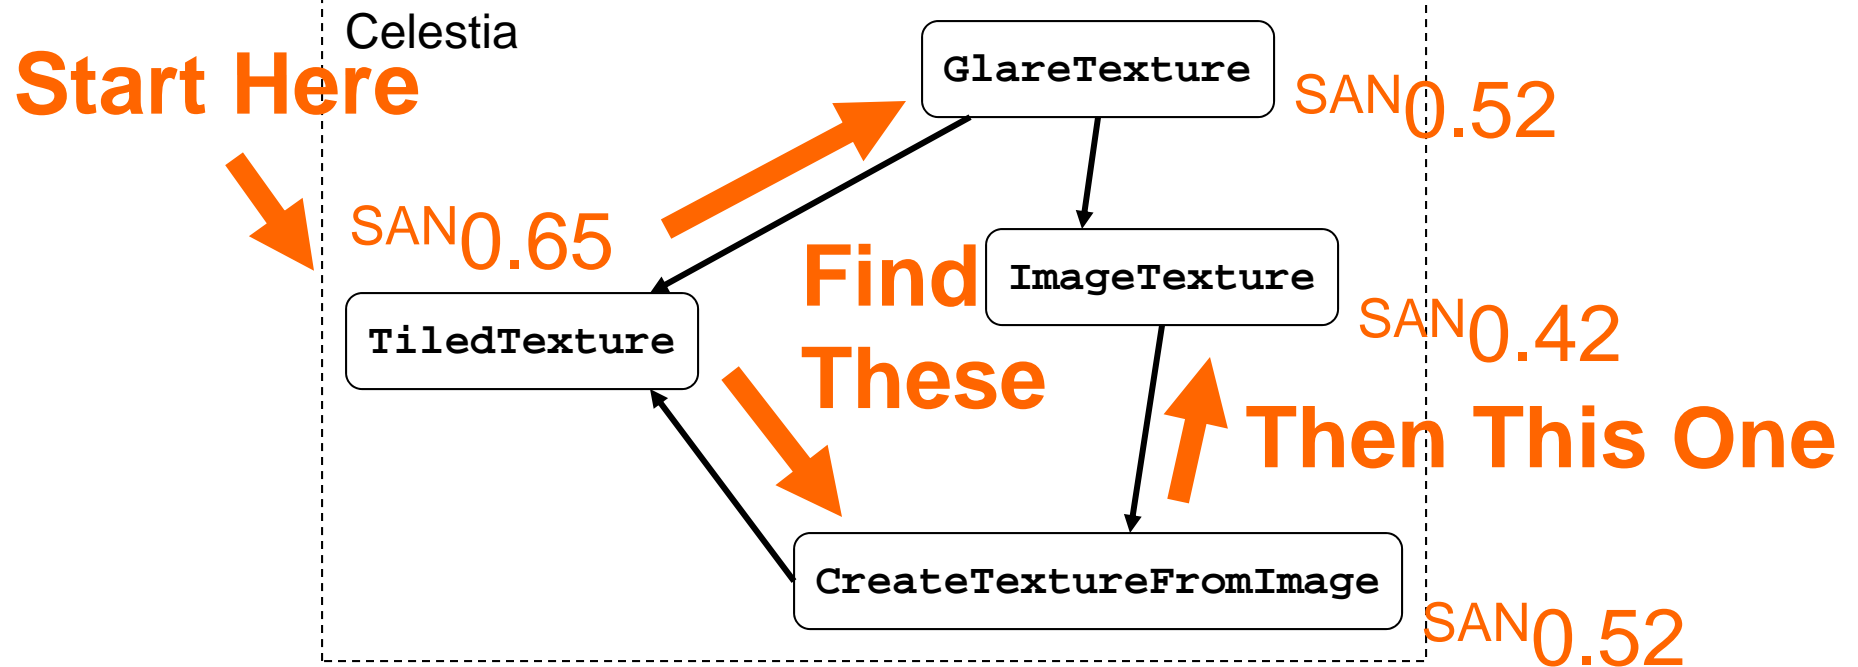 Celestia
Start Here
GlareTexture
SAN0.52
SAN0.65
Find
These
ImageTexture
SAN0.42
TiledTexture
Then This One
CreateTextureFromImage
SAN0.52